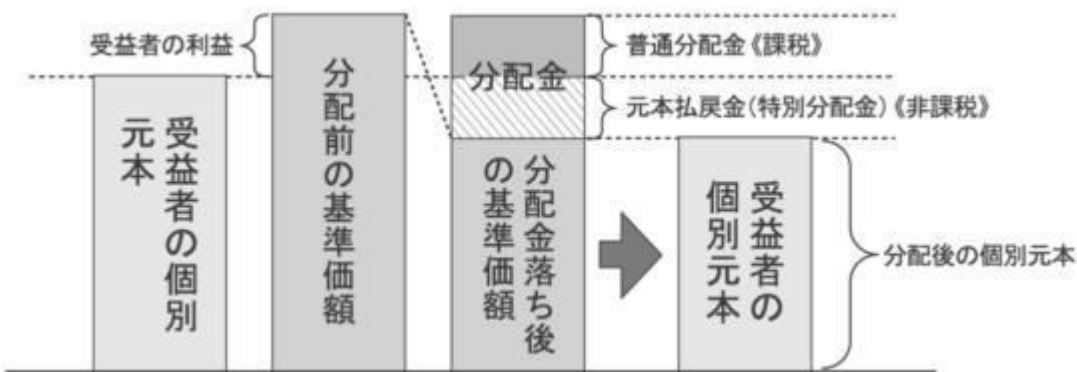 受益者の利益
受益者の個別
元本
分配前の基準価額
分配金
分配金落ち後
の基準価額
普通分配金《課税》
元本払戻金(特別分配金)《非課税》
受益者の
個別元本
分配後の個別元本